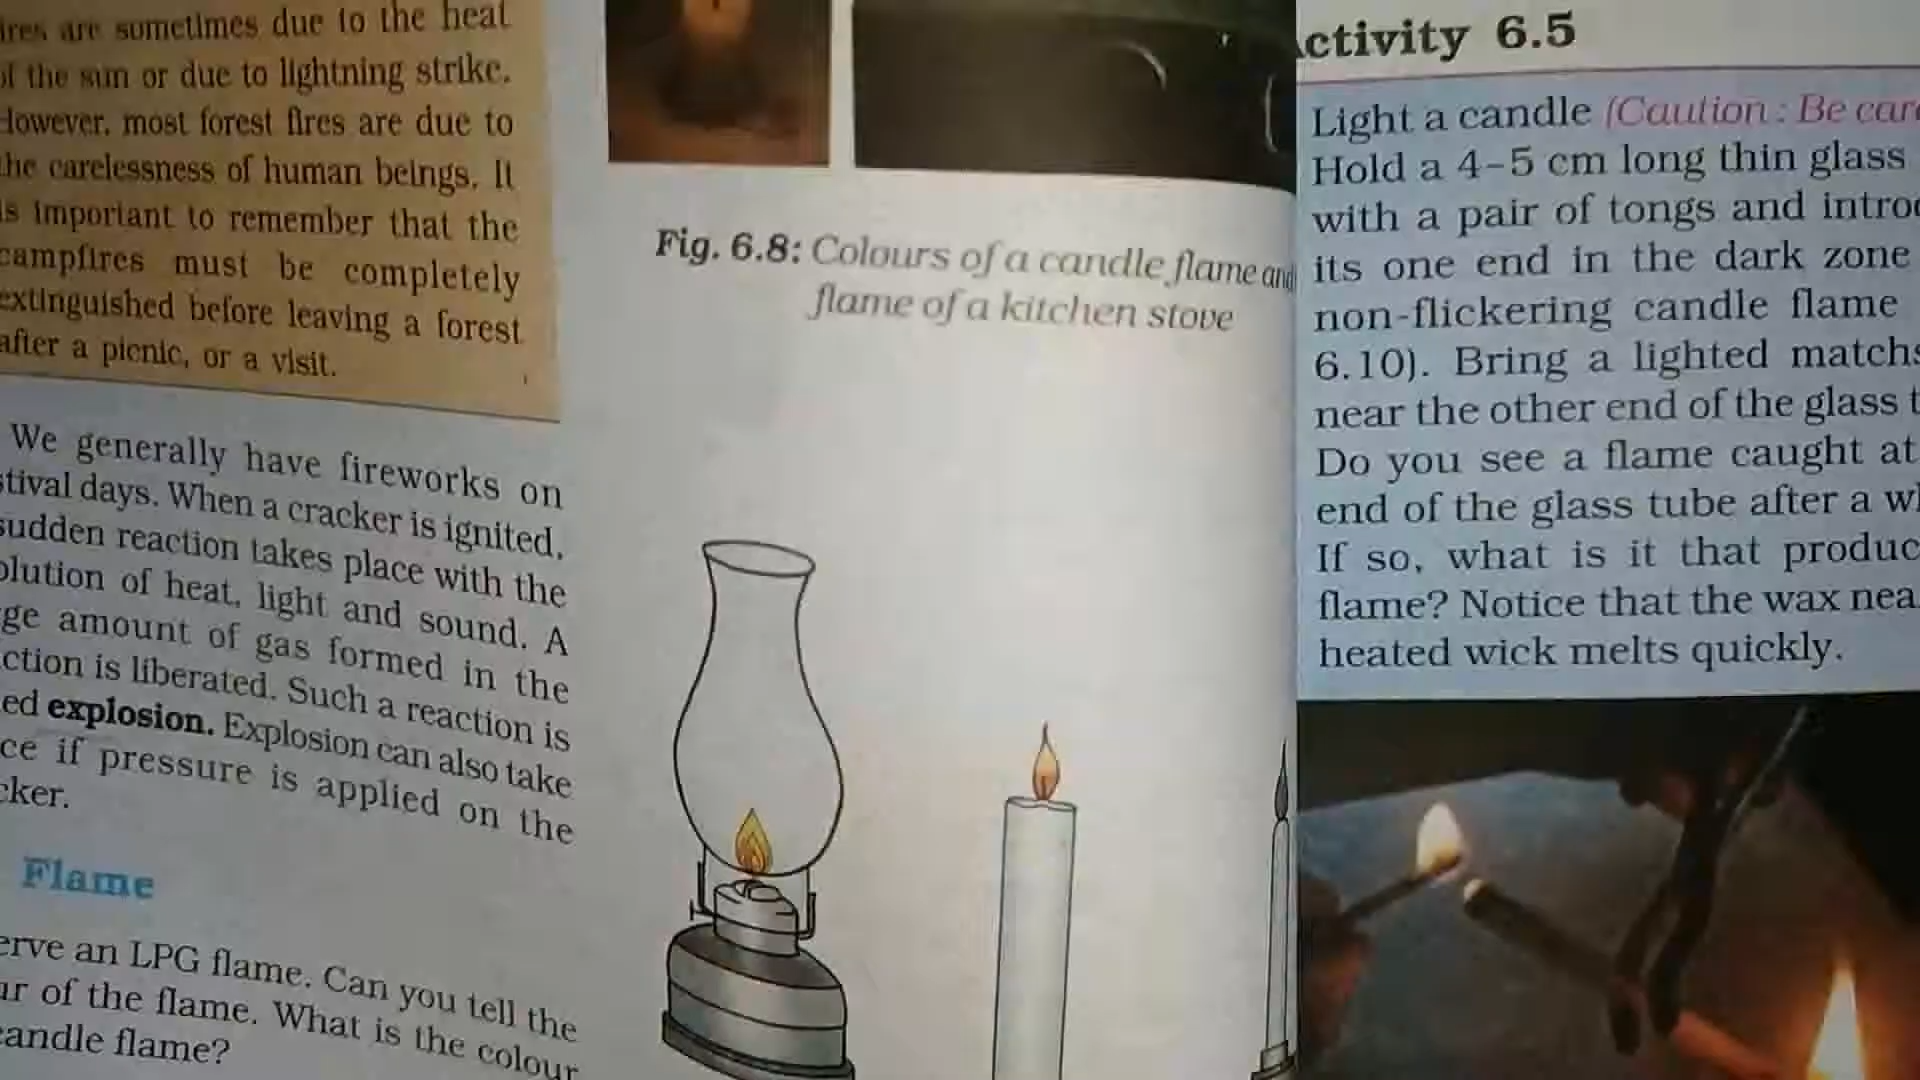 are sometimes due to the heat
of the sun or due to lightning strike.
However, most forest fires are due to
the carelessness of human beings. It
is important to remember that the
campfires must be completely
extinguished before leaving a forest
after a picnic, or a visit.
We generally have fireworks on
stival days. When a cracker is ignited,
sudden reaction takes place with the
olution of heat, light and sound. A
ge amount of gas formed in the
ction is liberated. Such a reaction is
ed explosion. Explosion can also take
ce if pressure is applied on the
cker.
Flame
erve an LPG flame. Can you tell the
ur of the flame. What is the colour
candle flame?
Fig. 6.8: Colours of a candle flame and
flame of a kitchen stove
ctivity 6.5
Light a candle (Caution : Be care
Hold a 4-5 cm long thin glass
with a pair of tongs and introd
its one end in the dark zone
non-flickering candle flame
6.10). Bring a lighted matchs
near the other end of the glass t
Do you see a flame caught at
end of the glass tube after a wh
If so, what is it that produc
flame? Notice that the wax nea
heated wick melts quickly.